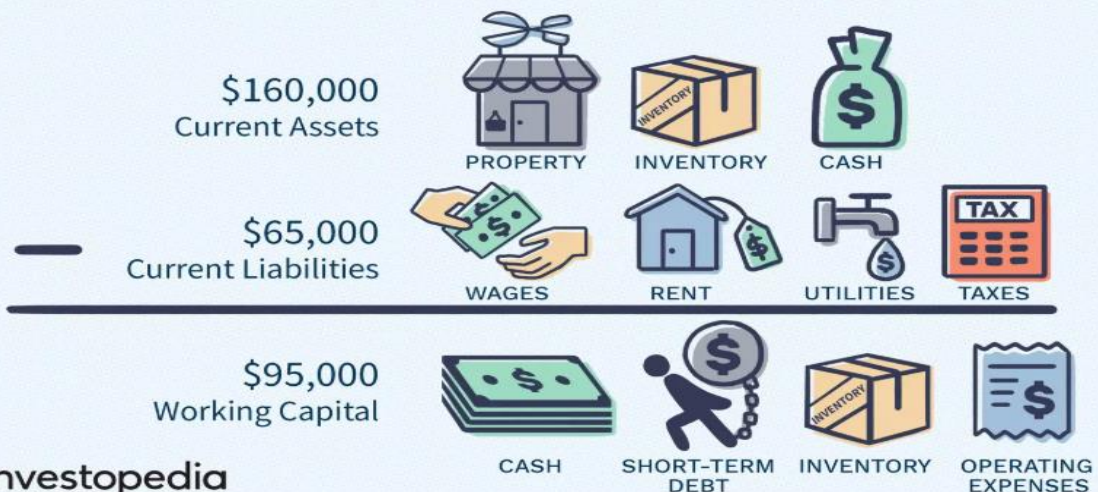 $160,000
Current Assets
INVENTORY
$
PROPERTY INVENTORY CASH
$65,000
Current Liabilities
$
$
$
$
TAX
WAGES RENT UTILITIES TAXES
$95,000
Working Capital
$
$
INVENTORY
$
CASH SHORT-TERM DEBT INVENTORY OPERATING EXPENSES
nvestopedia